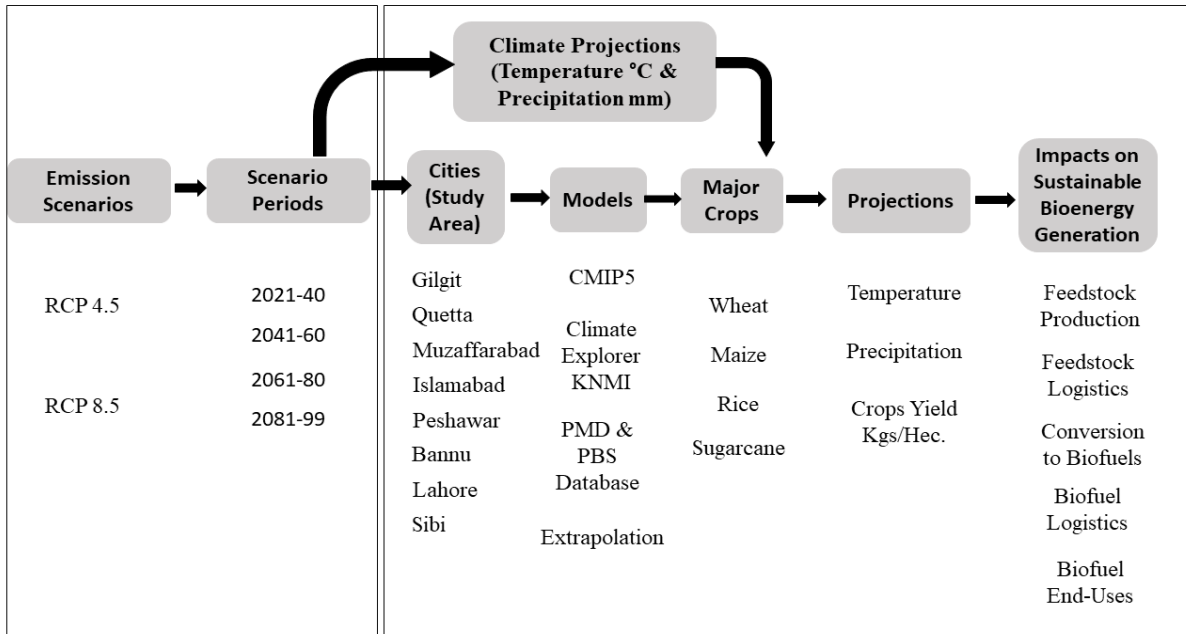 Climate Projections
(Temperature °C &
Precipitation mm)
Emission
Scenarios
Scenario
Periods
Cities
(Study
Area)
Models
Major
Crops
Projections
Impacts on
Sustainable
Bioenergy
Generation
RCP 4.5
RCP 8.5
2021-40
2041-60
2061-80
2081-99
Gilgit
Quetta
Muzaffarabad
Islamabad
Peshawar
Bannu
Lahore
Sibi
CMIP5
Climate
Explorer
KNMI
PMD &
PBS
Database
Extrapolation
Wheat
Maize
Rice
Sugarcane
Temperature
Precipitation
Crops Yield
Kgs/Hec.
Feedstock
Production
Feedstock
Logistics
Conversion
to Biofuels
Biofuel
Logistics
Biofuel
End-Uses